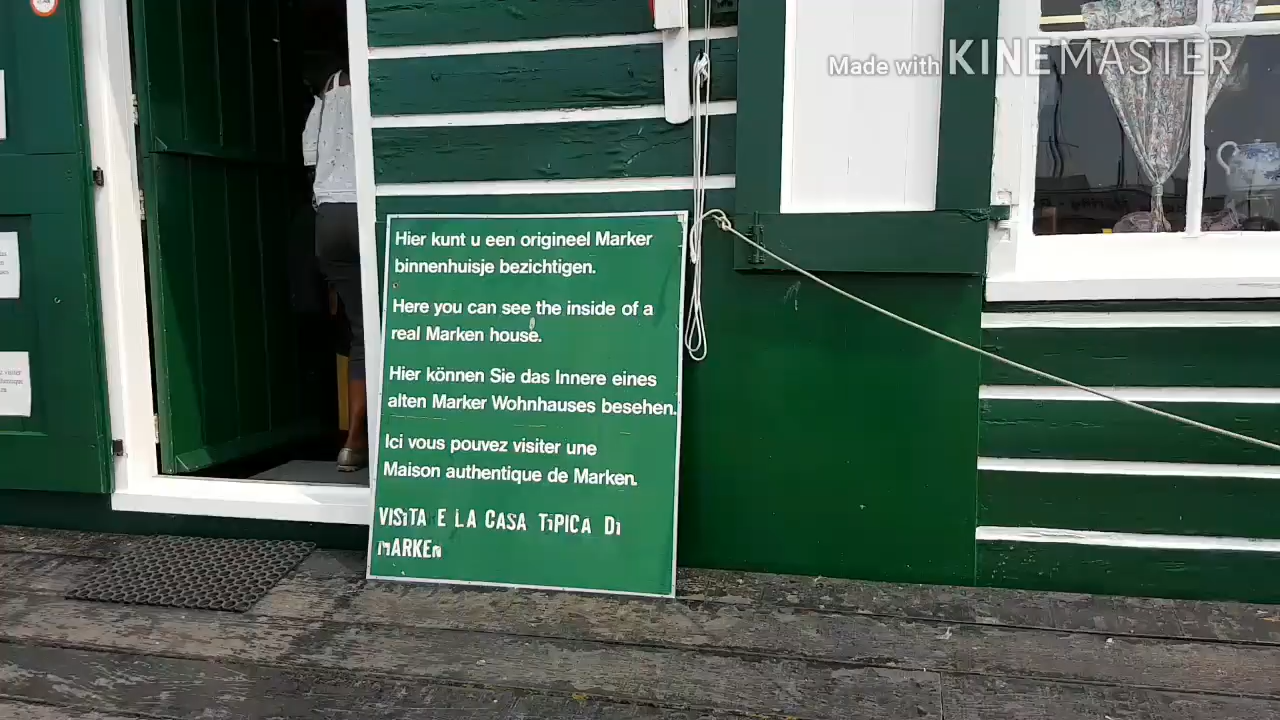 Made with KINEMASTER
Hier kunt u een origineel Marker
binnenhuisje bezichtigen.
Here you can see the inside of a
real Marken house.
Hier können Sie das Innere eines
alten Marker Wohnhauses besehen.
Ici vous pouvez visiter une
Maison authentique de Marken.
VISITA E LA CASA TiPICA Di
MARKEn